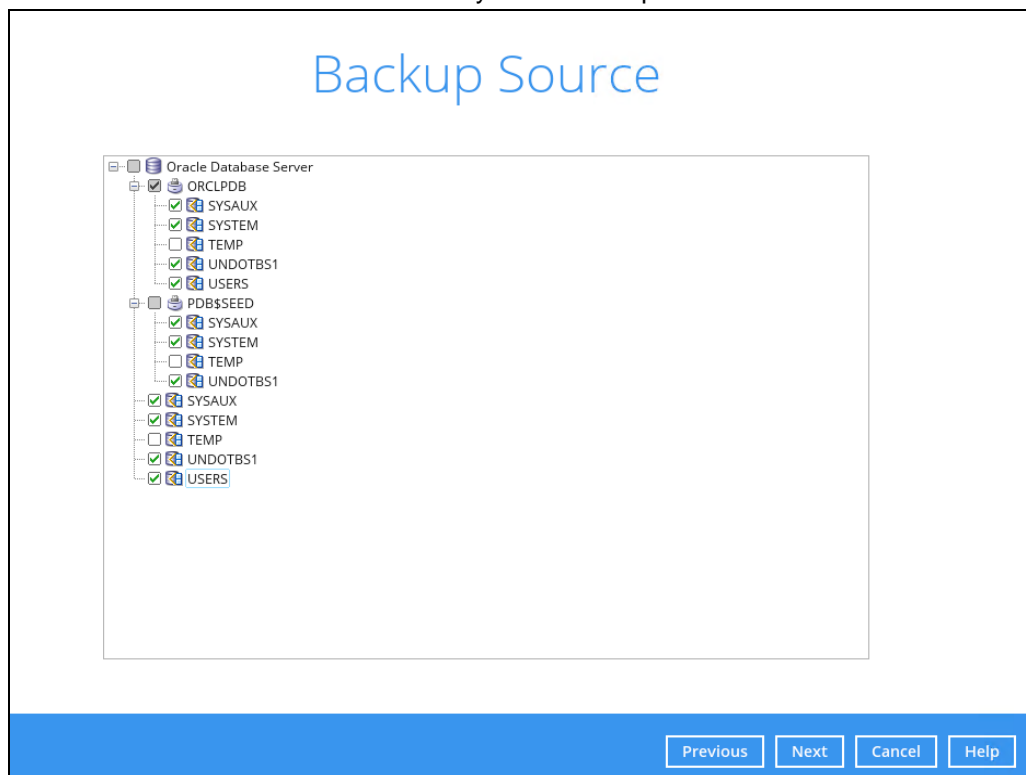 Backup Source
Oracle Database Server
ORCLPDB
SYSAUX
SYSTEM
TEMP
UNDOTBS1
USERS
PDB$SEED
SYSAUX
SYSTEM
TEMP
UNDOTBS1
SYSAUX
SYSTEM
TEMP
UNDOTBS1
USERS
Previous Next Cancel Help